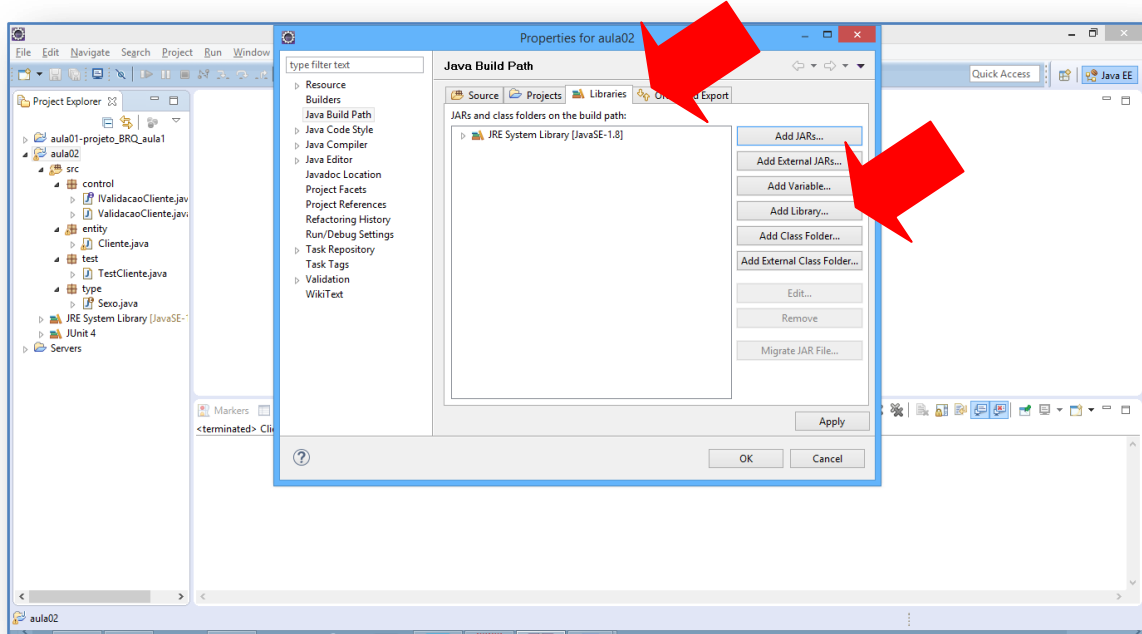 Properties for aula02
File Edit Navigate Search Project Run Window
Quick Access
Java EE
Project Explorer
aula01-projeto_BRQ_aula1
aula02
src
control
IValidacaoCliente.jav
ValidacaoCliente.java
entity
Cliente.java
test
TestCliente.java
type
Sexo.java
JRE System Library [JavaSE-1
JUnit 4
Servers
type filter text
Resource
Builders
Java Build Path
Java Code Style
Java Compiler
Java Editor
Javadoc Location
Project Facets
Project References
Refactoring History
Run/Debug Settings
Task Repository
Task Tags
Validation
WikiText
Java Build Path
Source Projects Libraries Export
JARs and class folders on the build path:
JRE System Library [JavaSE-1.8]
Add JARs...
Add External JARs...
Add Variable...
Add Library...
Add Class Folder...
Add External Class Folder...
Edit...
Remove
Migrate JAR File...
Apply
OK Cancel
Markers
<terminated> Cli
aula02